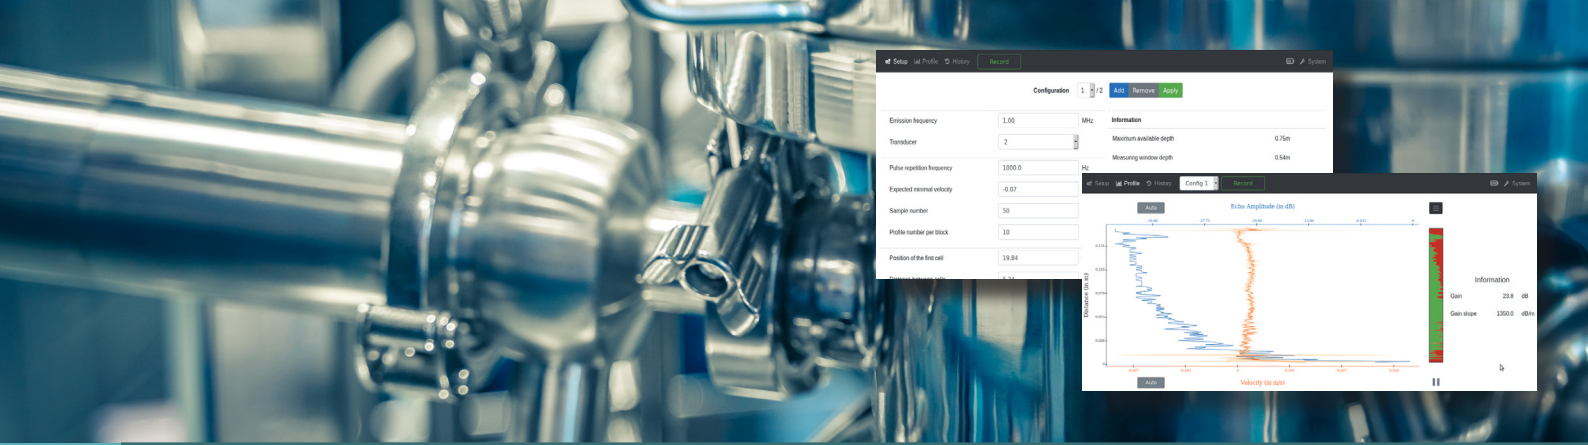 Setup Profile History Record System
Configuration 1 / 2 Add Remove Apply
Emission frequency 1.00 MHz Information
Transducer 2 Maximum available depth 0.75m
Measuring window depth 0.54m
Pulse repetition frequency 1000.0 Hz
Expected minimal velocity -0.07
Sample number 50
Profile number per block 10
Position of the first cell 19.84
Setup Profile History Config 1 Record System
Auto Echo Amplitude (in dB)
Distance (in m)
Information
Gain 23.8 dB
Gain slope 1350.0 dB/m
Auto Velocity (in m/s)